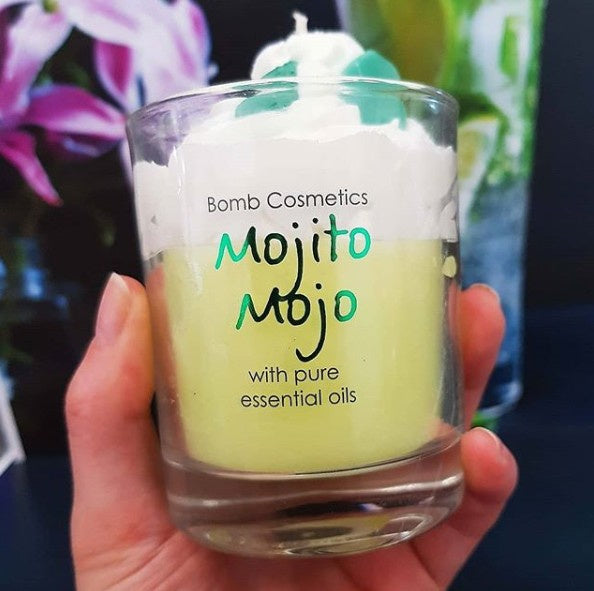 Bomb Cosmetics
Mojito
Mojo
with pure
essential oils